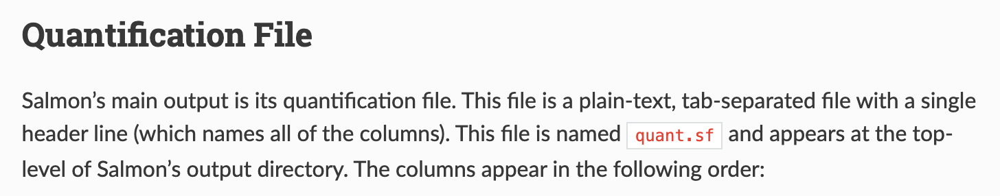 Quantification File
Salmon’s main output is its quantification file. This file is a plain-text, tab-separated file with a single
header line (which names all of the columns). This file is named quant.sf and appears at the top-
level of Salmon’s output directory. The columns appear in the following order: